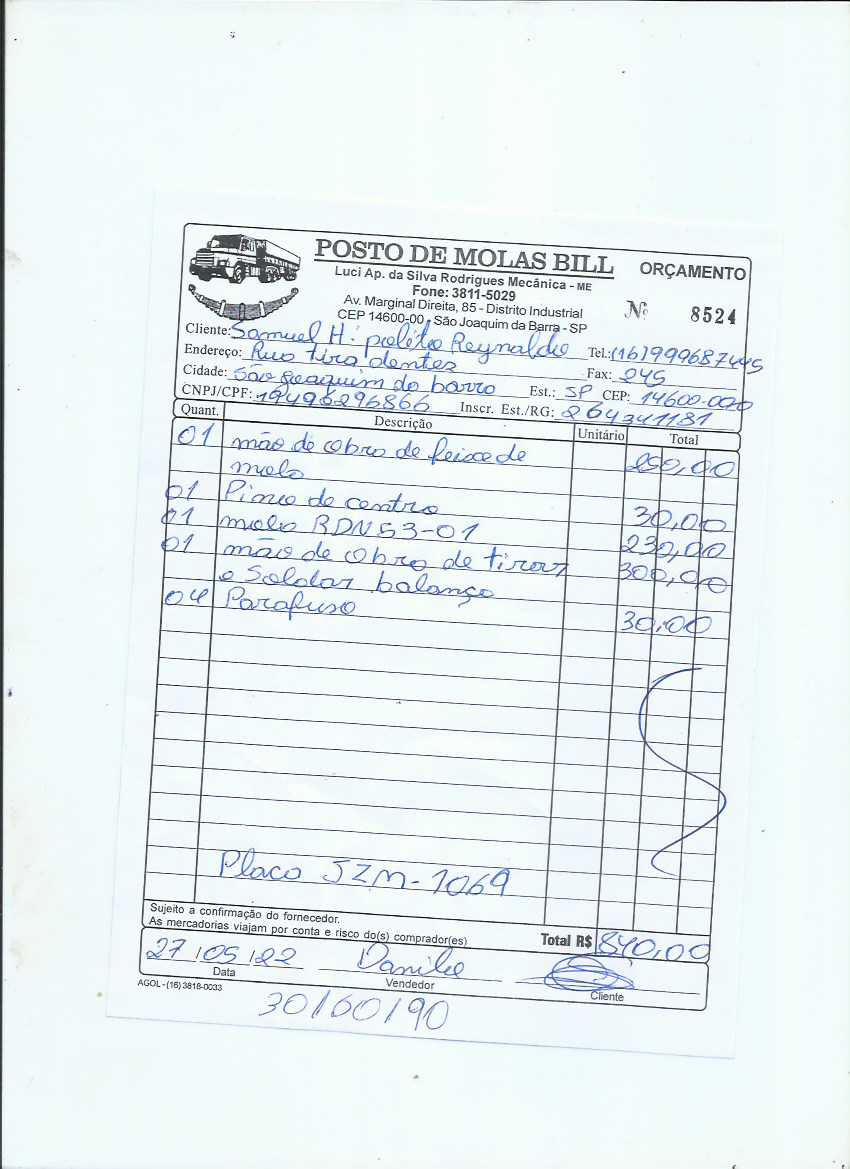 POSTO DE MOLAS BILL
ORÇAMENTO
Luci Ap. da Silva Rodrigues Mecânica - ME
Fone: 3811-5029
Av. Marginal Direita, 85 - Distrito Industrial
CEP 14600-00 - São Joaquim da Barra - SP
Nº 8524
Cliente: Samuel H. polito Reynaldo Tel.: (16)999687445
Endereço: Rua tira dentes Fax: 245
Cidade: São Joaquim da barra Est.: SP CEP: 14600-000
CNPJ/CPF: 19496296866 Inscr. Est./RG: 264341181
Quant. Descrição Unitário Total
01 mão de obra de feixe de 250,00
mola
01 Pino de centro 30,00
01 mola RDN53-01 230,00
01 mão de obra de tirar 300,00
e Soldar balança
04 Parafuso 30,00
Placa JZM-1069
Sujeito a confirmação do fornecedor.
As mercadorias viajam por conta e risco do(s) comprador(es)
Total R$ 840,00
27/05/22 Danilo
Data Vendedor Cliente
AGOL - (16) 3818-0033
30/60/90